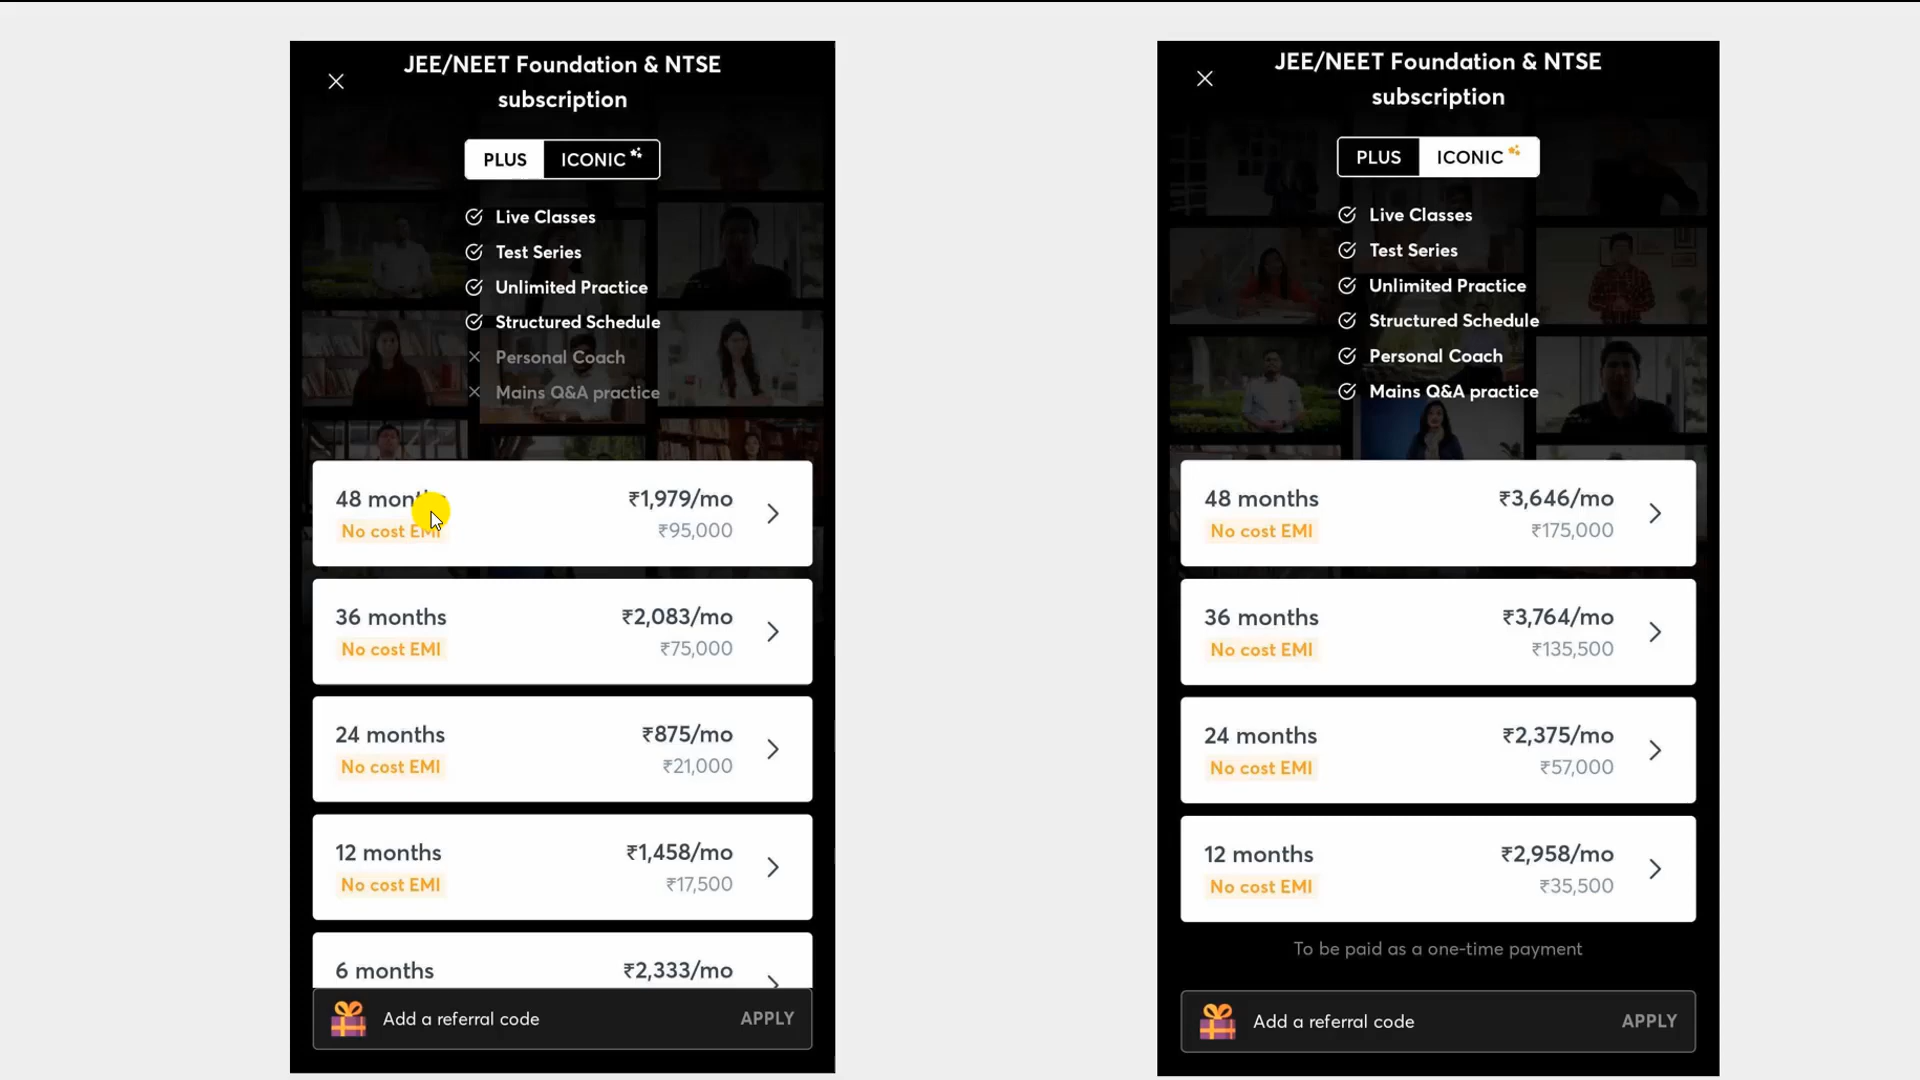 JEE/NEET Foundation & NTSE
subscription
PLUS ICONIC
Live Classes
Test Series
Unlimited Practice
Structured Schedule
Personal Coach
Mains Q&A practice
48 months ₹1,979/mo
No cost EMI ₹95,000
36 months ₹2,083/mo
No cost EMI ₹75,000
24 months ₹875/mo
No cost EMI ₹21,000
12 months ₹1,458/mo
No cost EMI ₹17,500
6 months ₹2,333/mo
Add a referral code APPLY
JEE/NEET Foundation & NTSE
subscription
PLUS ICONIC
Live Classes
Test Series
Unlimited Practice
Structured Schedule
Personal Coach
Mains Q&A practice
48 months ₹3,646/mo
No cost EMI ₹175,000
36 months ₹3,764/mo
No cost EMI ₹135,500
24 months ₹2,375/mo
No cost EMI ₹57,000
12 months ₹2,958/mo
No cost EMI ₹35,500
To be paid as a one-time payment
Add a referral code APPLY